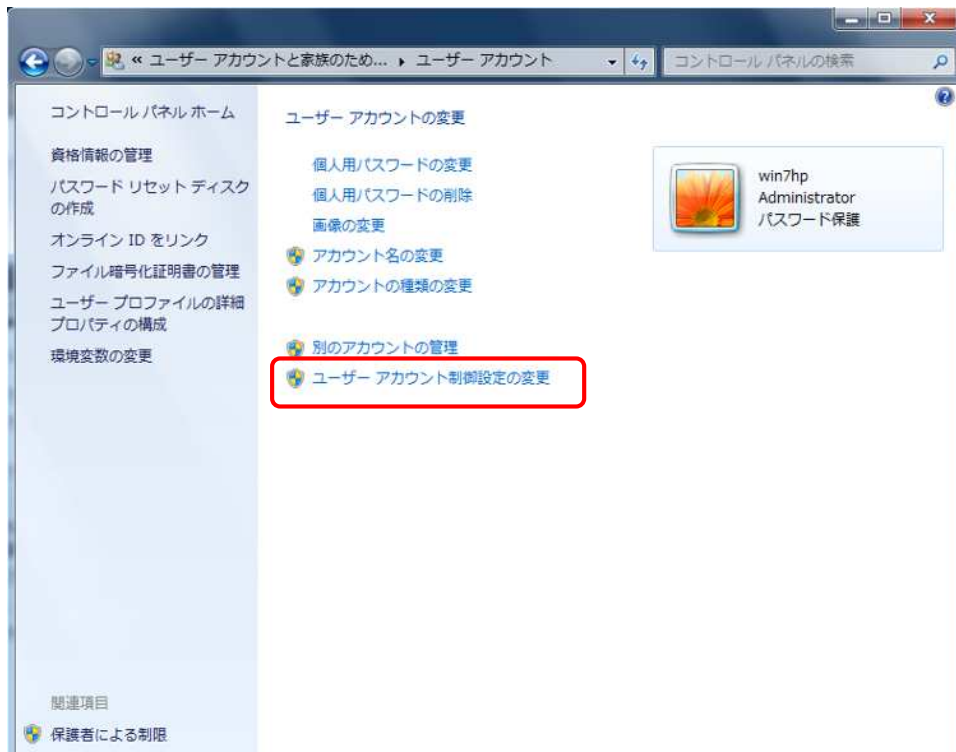 « ユーザー アカウントと家族のため... ▸ ユーザー アカウント
コントロール パネルの検索
コントロール パネル ホーム
資格情報の管理
パスワード リセット ディスク
の作成
オンライン ID をリンク
ファイル暗号化証明書の管理
ユーザー プロファイルの詳細
プロパティの構成
環境変数の変更
関連項目
保護者による制限
ユーザー アカウントの変更
個人用パスワードの変更
個人用パスワードの削除
画像の変更
アカウント名の変更
アカウントの種類の変更
別のアカウントの管理
ユーザー アカウント制御設定の変更
win7hp
Administrator
パスワード保護